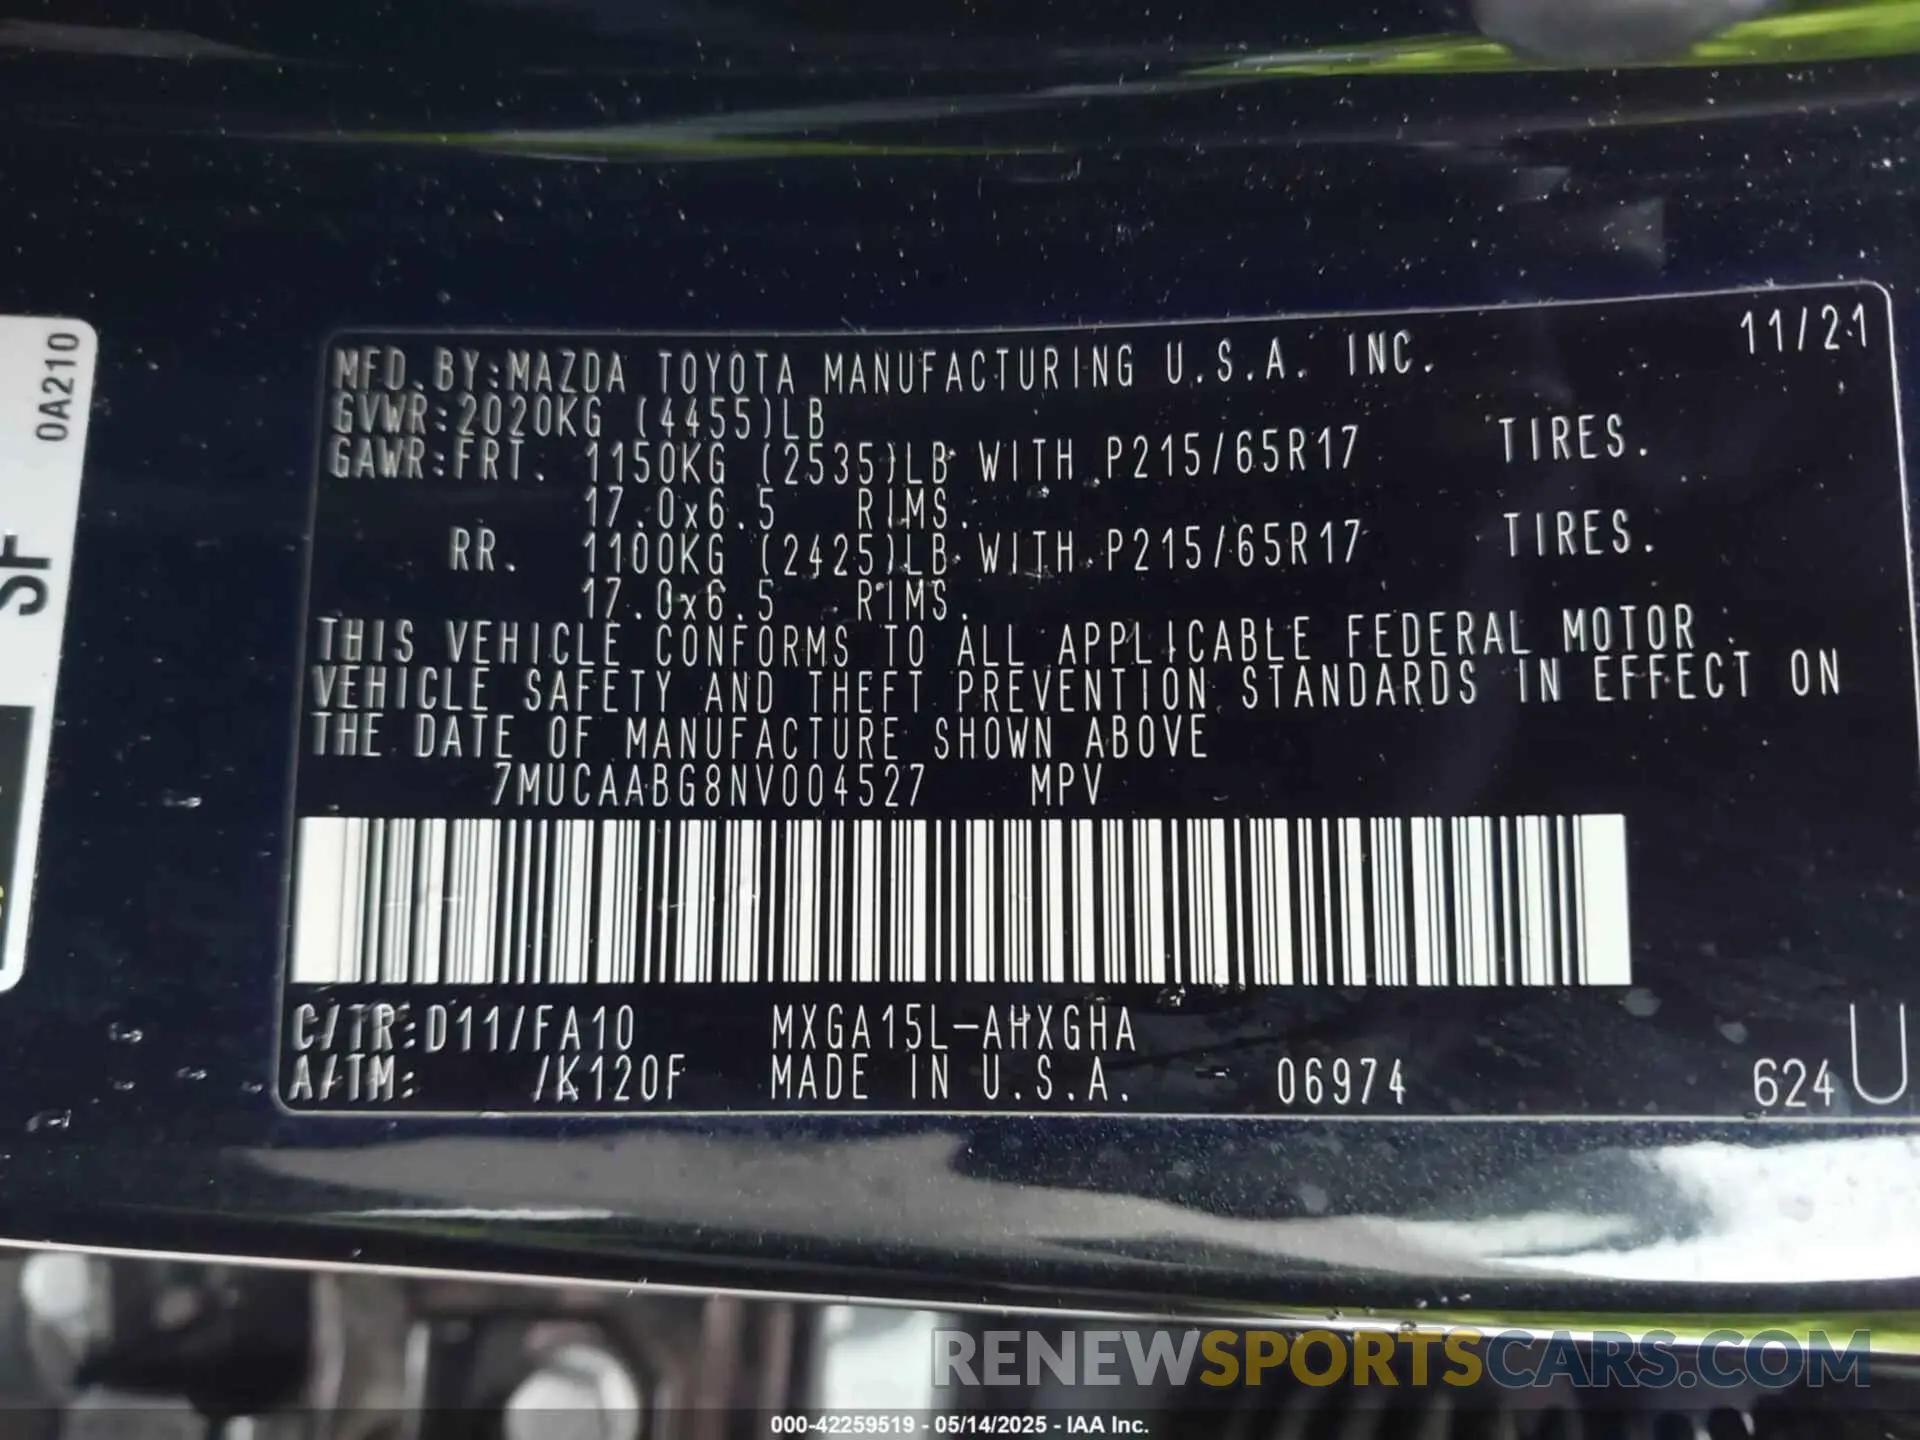 0A210
SF
11/21
MFD. BY:MAZDA TOYOTA MANUFACTURING U.S.A. INC.
GVWR:2020KG (4455)LB
GAWR:FRT. 1150KG (2535)LB WITH P215/65R17 TIRES.
17.0x6.5 RIMS.
RR. 1100KG (2425)LB WITH P215/65R17 TIRES.
17.0x6.5 RIMS.
THIS VEHICLE CONFORMS TO ALL APPLICABLE FEDERAL MOTOR
VEHICLE SAFETY AND THEFT PREVENTION STANDARDS IN EFFECT ON
THE DATE OF MANUFACTURE SHOWN ABOVE
7MUCAABG8NV004527 MPV
C/TR:D11/FA10 MXGA15L-AHXGHA
A/TM: /K120F MADE IN U.S.A. 06974 624 U
RENEWSPORTSCARS.COM
000-42259519 - 05/14/2025 - IAA Inc.